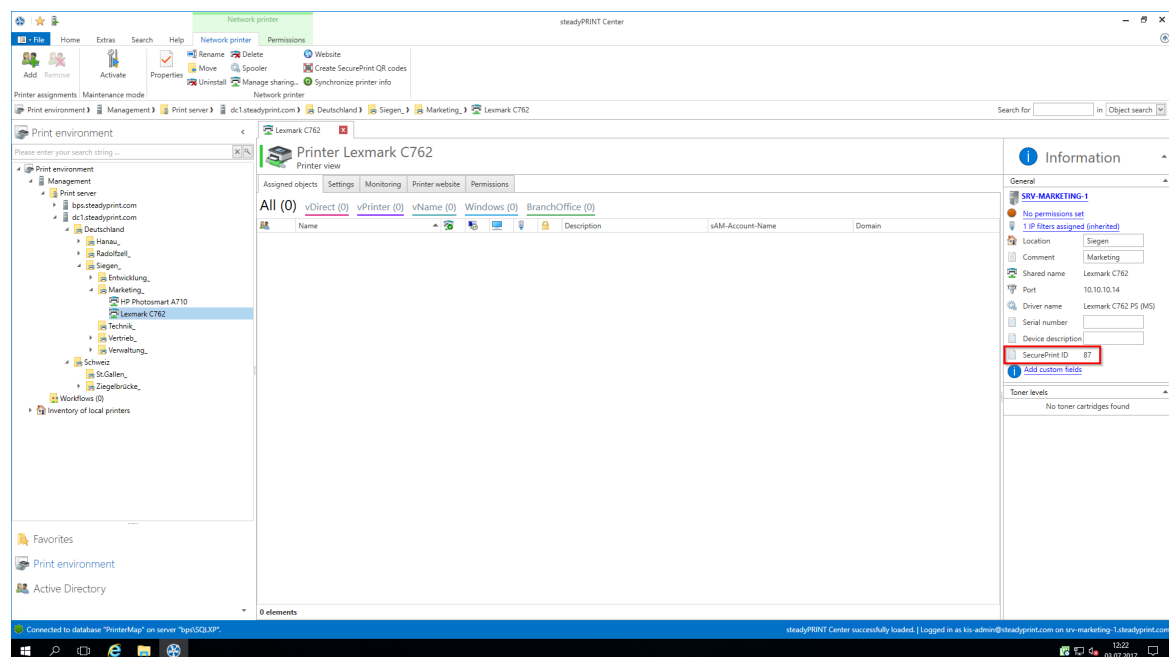 Network printer
steadyPRINT Center
File Home Extras Search Help Network printer Permissions
Add Remove
Printer assignments
Activate
Maintenance mode
Properties
Rename Delete Website
Move Spooler Create SecurePrint QR codes
Uninstall Manage sharing... Synchronize printer info
Network printer
Print environment Management Print server dc1.steadyprint.com Deutschland Siegen_ Marketing_ Lexmark C762
Search for in Object search
Print environment
Please enter your search string ...
Print environment
Management
Print server
bps.steadyprint.com
dc1.steadyprint.com
Deutschland
Hanau_
Radolfzell_
Siegen_
Entwicklung_
Marketing_
HP Photosmart A710
Lexmark C762
Technik_
Vertrieb_
Verwaltung_
Schweiz
St.Gallen_
Ziegelbrücke_
Workflows (0)
Inventory of local printers
Favorites
Print environment
Active Directory
Lexmark C762
Printer Lexmark C762
Printer view
Assigned objects Settings Monitoring Printer website Permissions
All (0) vDirect (0) vPrinter (0) vName (0) Windows (0) BranchOffice (0)
Name Description sAM-Account-Name Domain
0 elements
Information
General
SRV-MARKETING-1
No permissions set
1 IP filters assigned (inherited)
Location Siegen
Comment Marketing
Shared name Lexmark C762
Port 10.10.10.14
Driver name Lexmark C762 PS (MS)
Serial number
Device description
SecurePrint ID 87
Add custom fields
Toner levels
No toner cartridges found
Connected to database "PrinterMap" on server "bps\SQLXP".
steadyPRINT Center successfully loaded. | Logged in as kis-admin@steadyprint.com on srv-marketing-1.steadyprint.com
12:22
03.07.2017